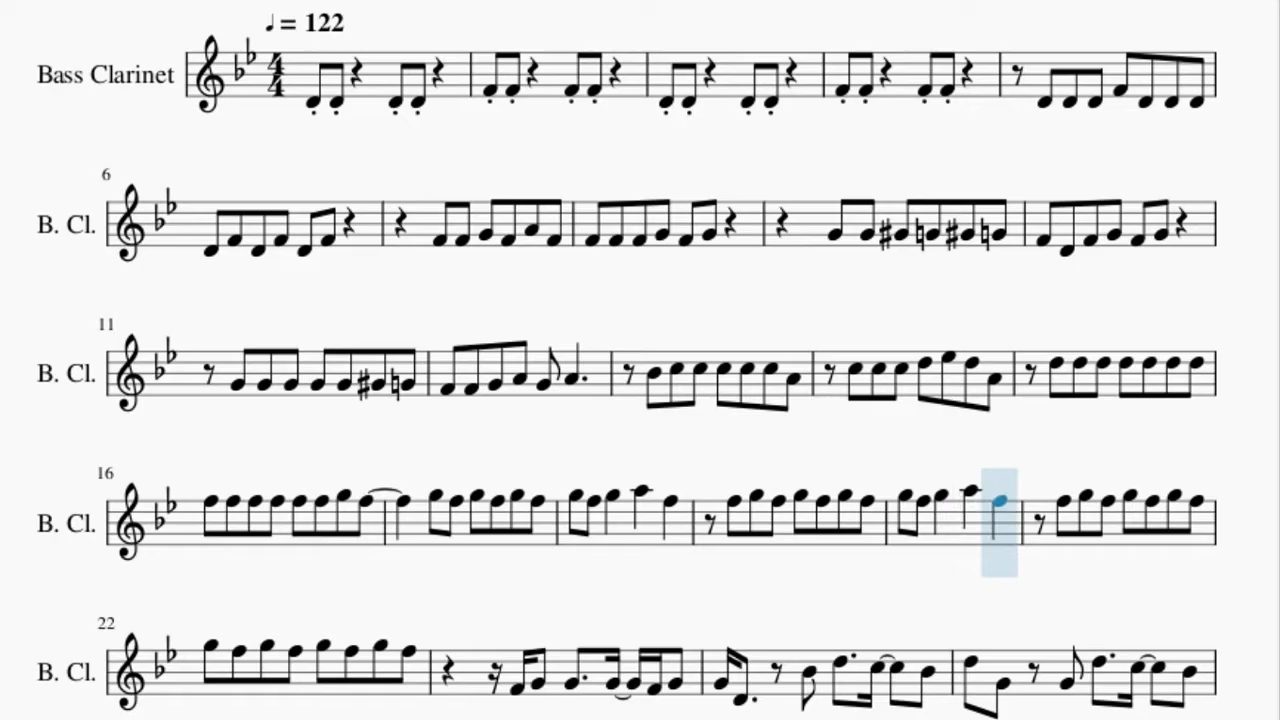 ♩= 122
Bass Clarinet
4
4
6
B. Cl.
11
B. Cl.
16
B. Cl.
22
B. Cl.